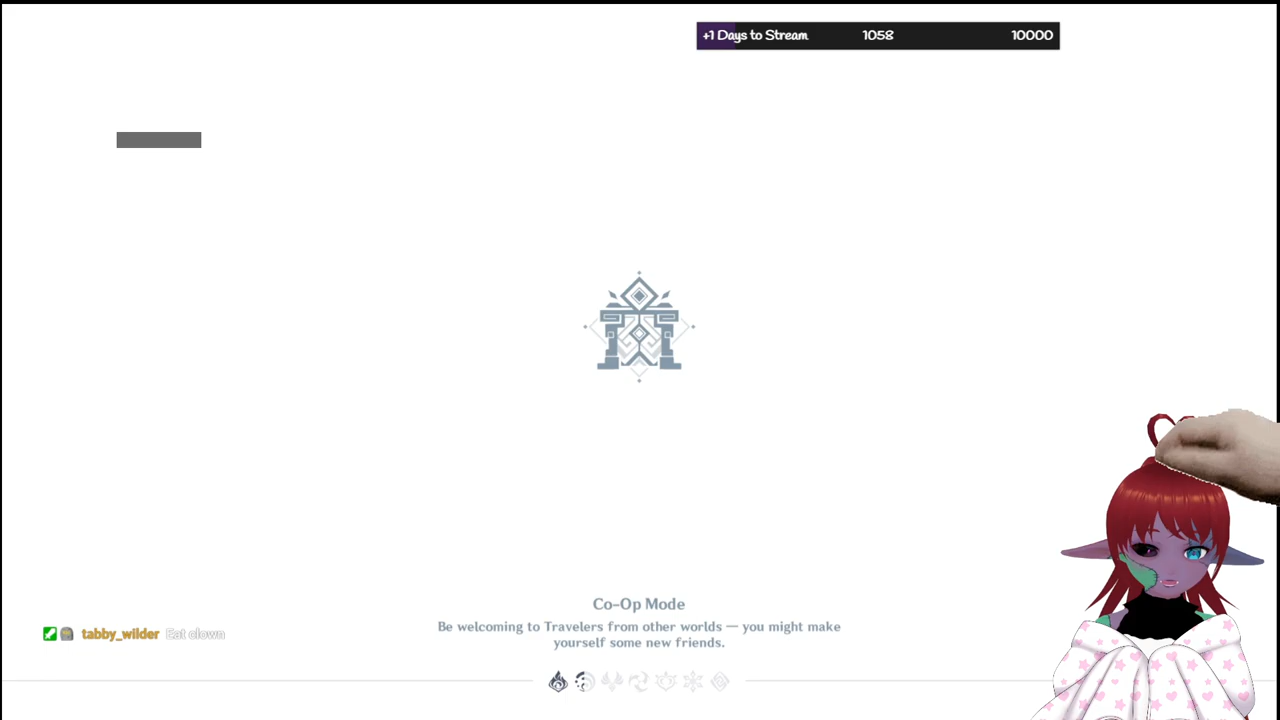 +1 Days to Stream 1058 10000
Co-Op Mode
Be welcoming to Travelers from other worlds — you might make
yourself some new friends.
tabby_wilder Eat clown